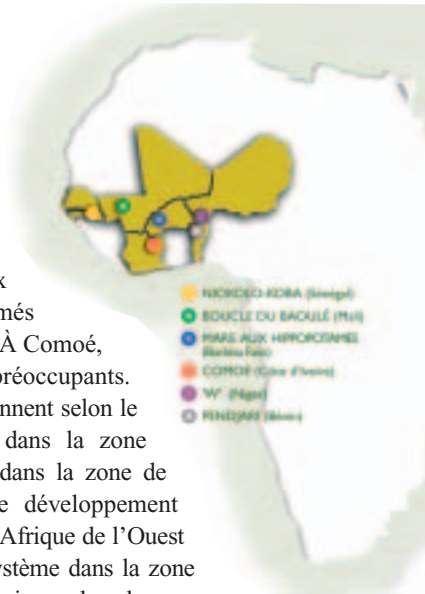 x
més
À Comoé,
préoccupants.
nnent selon le
dans la zone
dans la zone de
e développement
Afrique de l'Ouest
ystème dans la zone
NIOKOLO-KOBA (Sénégal)
BOUCLE DU BAOULÉ (Mali)
MARE AUX HIPPOPOTAMES
(Burkina Faso)
COMOÉ (Côte d'Ivoire)
'W' (Niger)
PENDJARI (Bénin)